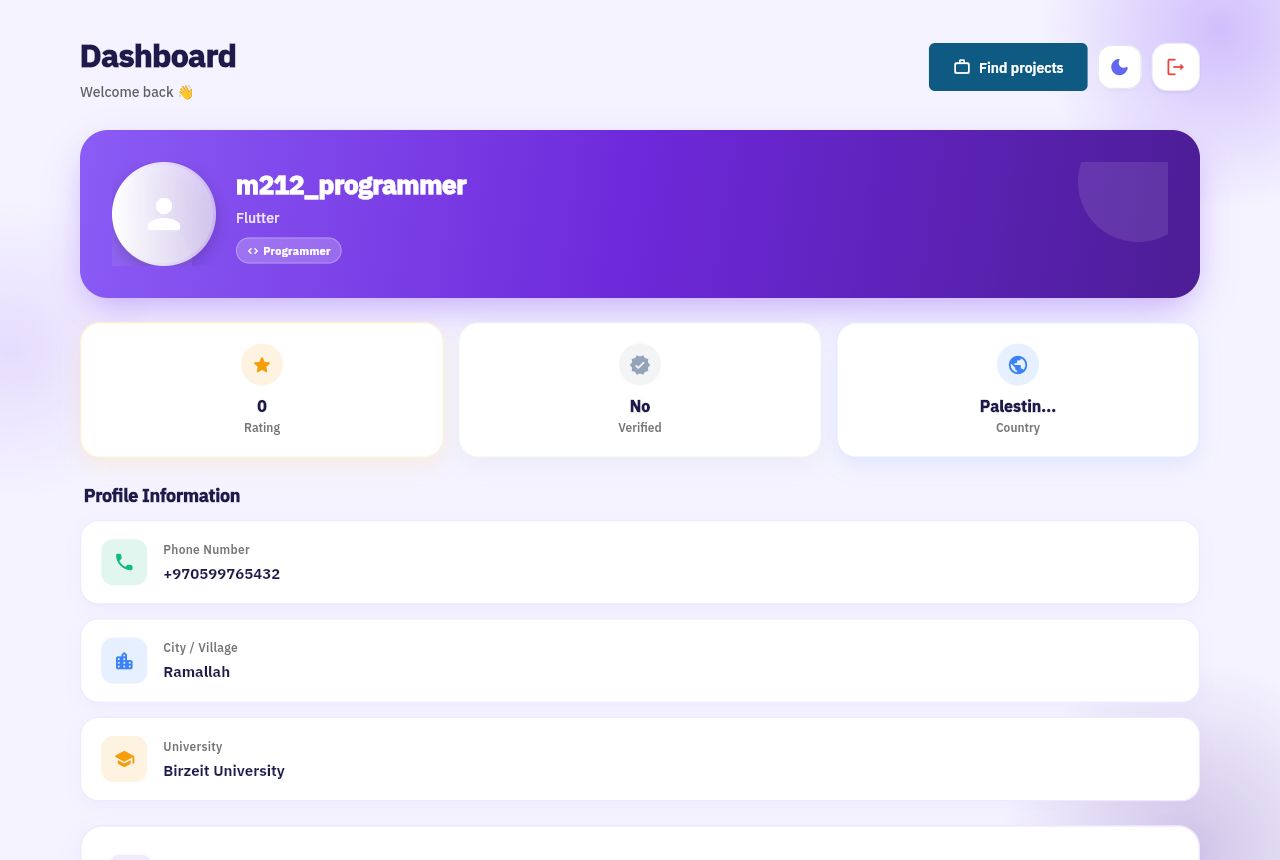 Dashboard
Welcome back 👋
Find projects
m212_programmer
Flutter
Programmer
0
Rating
No
Verified
Palestin...
Country
Profile Information
Phone Number
+970599765432
City / Village
Ramallah
University
Birzeit University